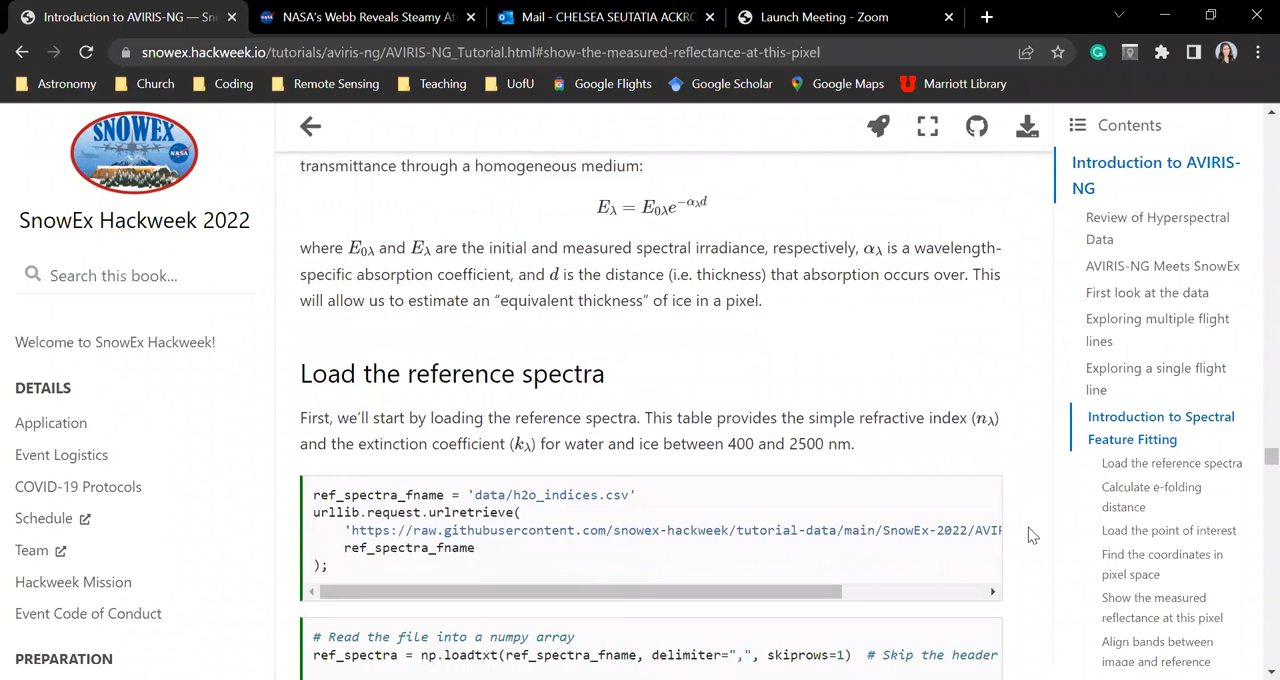 Introduction to AVIRIS-NG — Sn
NASA's Webb Reveals Steamy At
Mail - CHELSEA SEUTATIA ACKRO
Launch Meeting - Zoom
snowex.hackweek.io/tutorials/aviris-ng/AVIRIS-NG_Tutorial.html#show-the-measured-reflectance-at-this-pixel
Astronomy
Church
Coding
Remote Sensing
Teaching
UofU
Google Flights
Google Scholar
Google Maps
Marriott Library
SNOWEX
NASA
SnowEx Hackweek 2022
Search this book...
Welcome to SnowEx Hackweek!
DETAILS
Application
Event Logistics
COVID-19 Protocols
Schedule
Team
Hackweek Mission
Event Code of Conduct
PREPARATION
transmittance through a homogeneous medium:
E_λ = E_{0λ}e^{−α_λd}
where E_{0λ} and E_λ are the initial and measured spectral irradiance, respectively, α_λ is a wavelength-
specific absorption coefficient, and d is the distance (i.e. thickness) that absorption occurs over. This
will allow us to estimate an “equivalent thickness” of ice in a pixel.
Load the reference spectra
First, we’ll start by loading the reference spectra. This table provides the simple refractive index (n_λ)
and the extinction coefficient (k_λ) for water and ice between 400 and 2500 nm.
ref_spectra_fname = 'data/h2o_indices.csv'
urllib.request.urlretrieve(
'https://raw.githubusercontent.com/snowex-hackweek/tutorial-data/main/SnowEx-2022/AVIR
ref_spectra_fname
);
# Read the file into a numpy array
ref_spectra = np.loadtxt(ref_spectra_fname, delimiter=",", skiprows=1)  # Skip the header
Contents
Introduction to AVIRIS-
NG
Review of Hyperspectral
Data
AVIRIS-NG Meets SnowEx
First look at the data
Exploring multiple flight
lines
Exploring a single flight
line
Introduction to Spectral
Feature Fitting
Load the reference spectra
Calculate e-folding
distance
Load the point of interest
Find the coordinates in
pixel space
Show the measured
reflectance at this pixel
Align bands between
image and reference